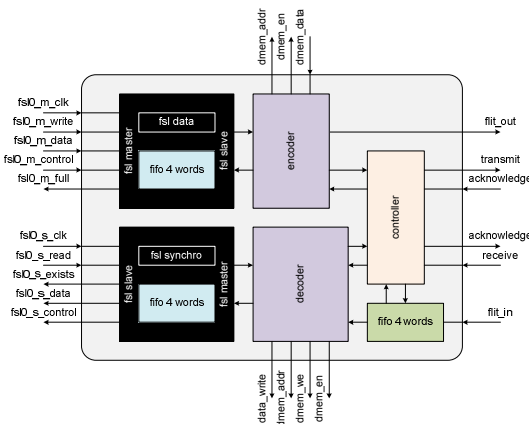 dmem_addr
dmem_en
dmem_data
fsl0_m_clk
fsl0_m_write
fsl0_m_data
fsl0_m_control
fsl0_m_full
fsl master
fsl data
fifo 4 words
fsl slave
encoder
flit_out
transmit
acknowledge
controller
fsl0_s_clk
fsl0_s_read
fsl0_s_exists
fsl0_s_data
fsl0_s_control
fsl slave
fsl synchro
fifo 4 words
fsl master
decoder
acknowledge
receive
fifo 4 words
flit_in
data_write
dmem_addr
dmem_we
dmem_en